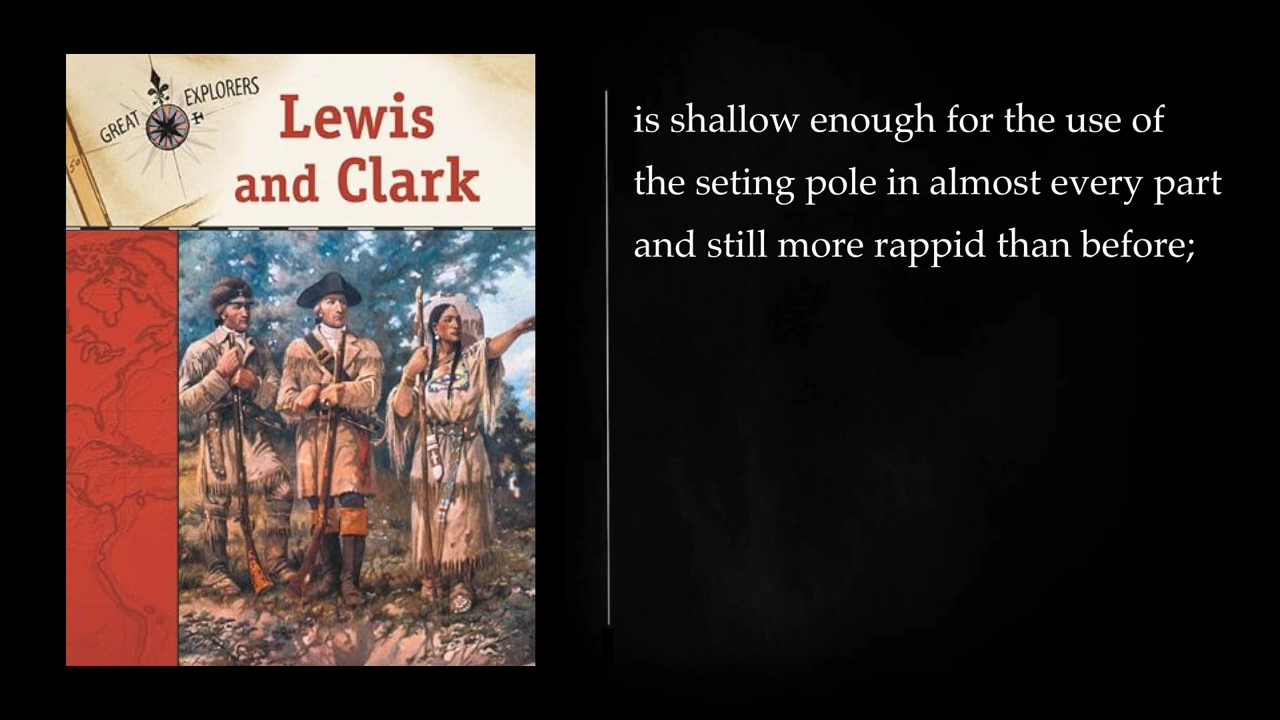 GREAT EXPLORERS
Lewis
and Clark
50
is shallow enough for the use of
the seting pole in almost every part
and still more rappid than before;